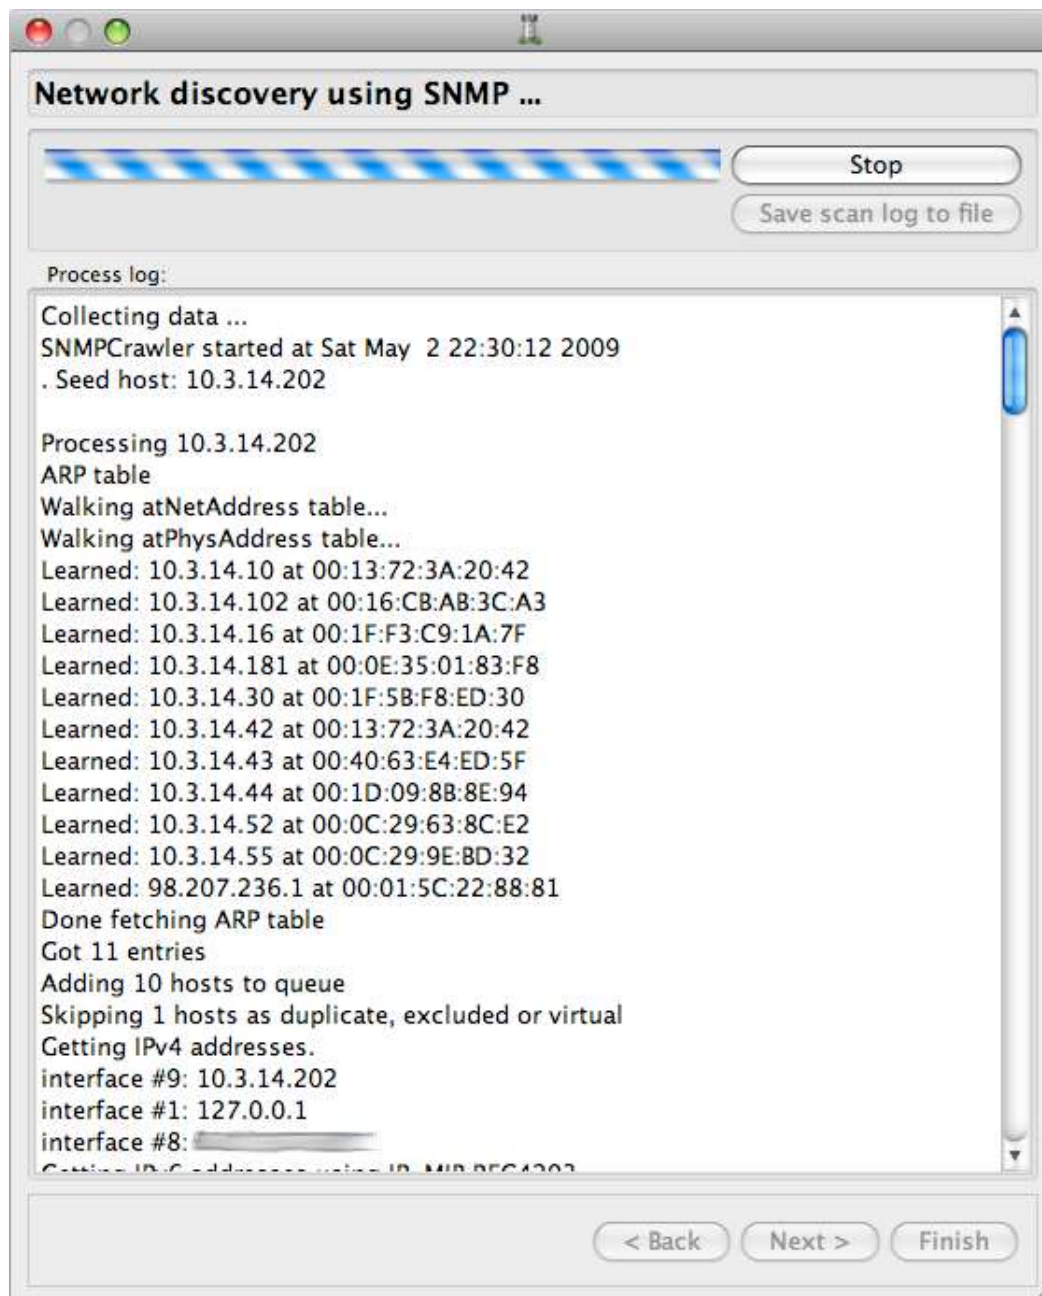 Network discovery using SNMP ...
Stop
Save scan log to file
Process log:
Collecting data ...
SNMPCrawler started at Sat May  2 22:30:12 2009
. Seed host: 10.3.14.202
Processing 10.3.14.202
ARP table
Walking atNetAddress table...
Walking atPhysAddress table...
Learned: 10.3.14.10 at 00:13:72:3A:20:42
Learned: 10.3.14.102 at 00:16:CB:AB:3C:A3
Learned: 10.3.14.16 at 00:1F:F3:C9:1A:7F
Learned: 10.3.14.181 at 00:0E:35:01:83:F8
Learned: 10.3.14.30 at 00:1F:5B:F8:ED:30
Learned: 10.3.14.42 at 00:13:72:3A:20:42
Learned: 10.3.14.43 at 00:40:63:E4:ED:5F
Learned: 10.3.14.44 at 00:1D:09:8B:8E:94
Learned: 10.3.14.52 at 00:0C:29:63:8C:E2
Learned: 10.3.14.55 at 00:0C:29:9E:BD:32
Learned: 98.207.236.1 at 00:01:5C:22:88:81
Done fetching ARP table
Got 11 entries
Adding 10 hosts to queue
Skipping 1 hosts as duplicate, excluded or virtual
Getting IPv4 addresses.
interface #9: 10.3.14.202
interface #1: 127.0.0.1
interface #8:
Getting IPv6 addresses using IP-MIB RFC4293
< Back
Next >
Finish